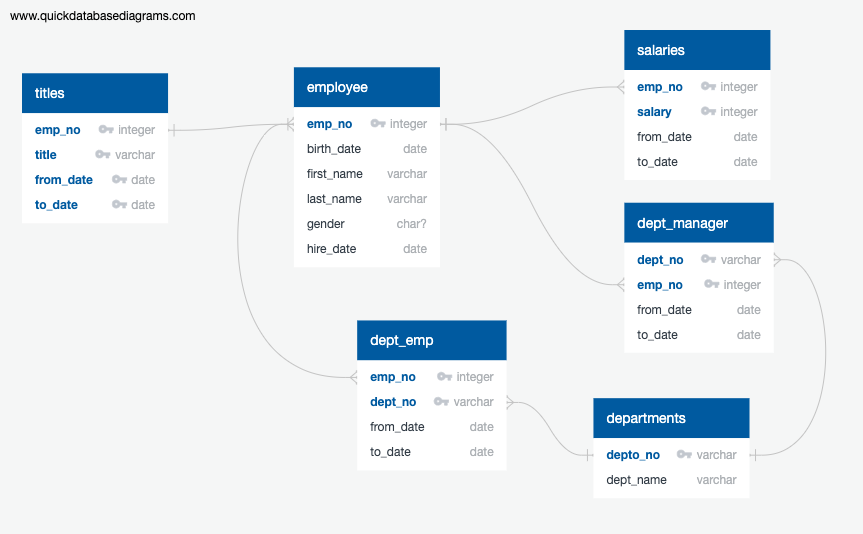 www.quickdatabasediagrams.com
titles
emp_no integer
title varchar
from_date date
to_date date
employee
emp_no integer
birth_date date
first_name varchar
last_name varchar
gender char?
hire_date date
salaries
emp_no integer
salary integer
from_date date
to_date date
dept_manager
dept_no varchar
emp_no integer
from_date date
to_date date
dept_emp
emp_no integer
dept_no varchar
from_date date
to_date date
departments
depto_no varchar
dept_name varchar